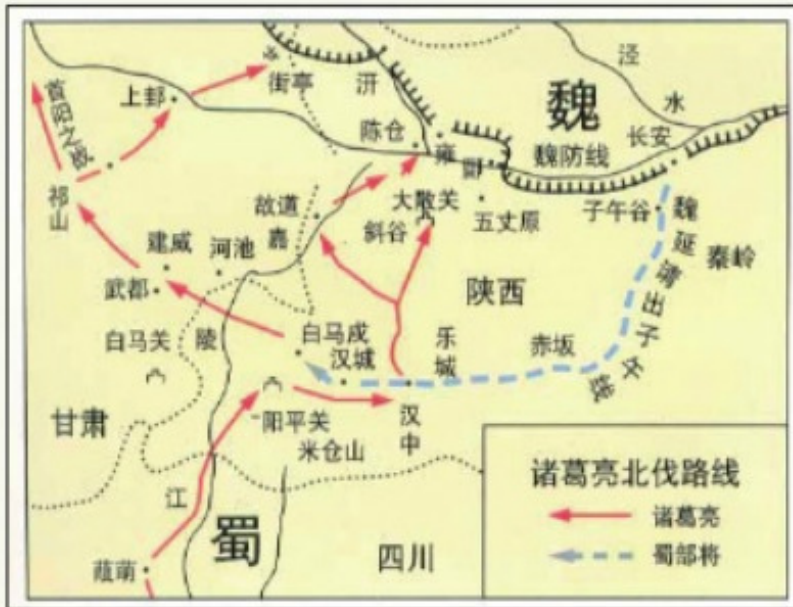 首阳之战
上邽
街亭
汧
陈仓
雍
郿
魏
泾
水
长安
魏防线
祁山
故道
嘉
大散关
斜谷
五丈原
子午谷
魏延请出子午线
秦岭
建威
河池
武都
陕西
白马关
陵
白马戍
汉城
乐城
赤坂
甘肃
阳平关
汉中
米仓山
江
蜀
四川
葭萌
诸葛亮北伐路线
诸葛亮
蜀部将